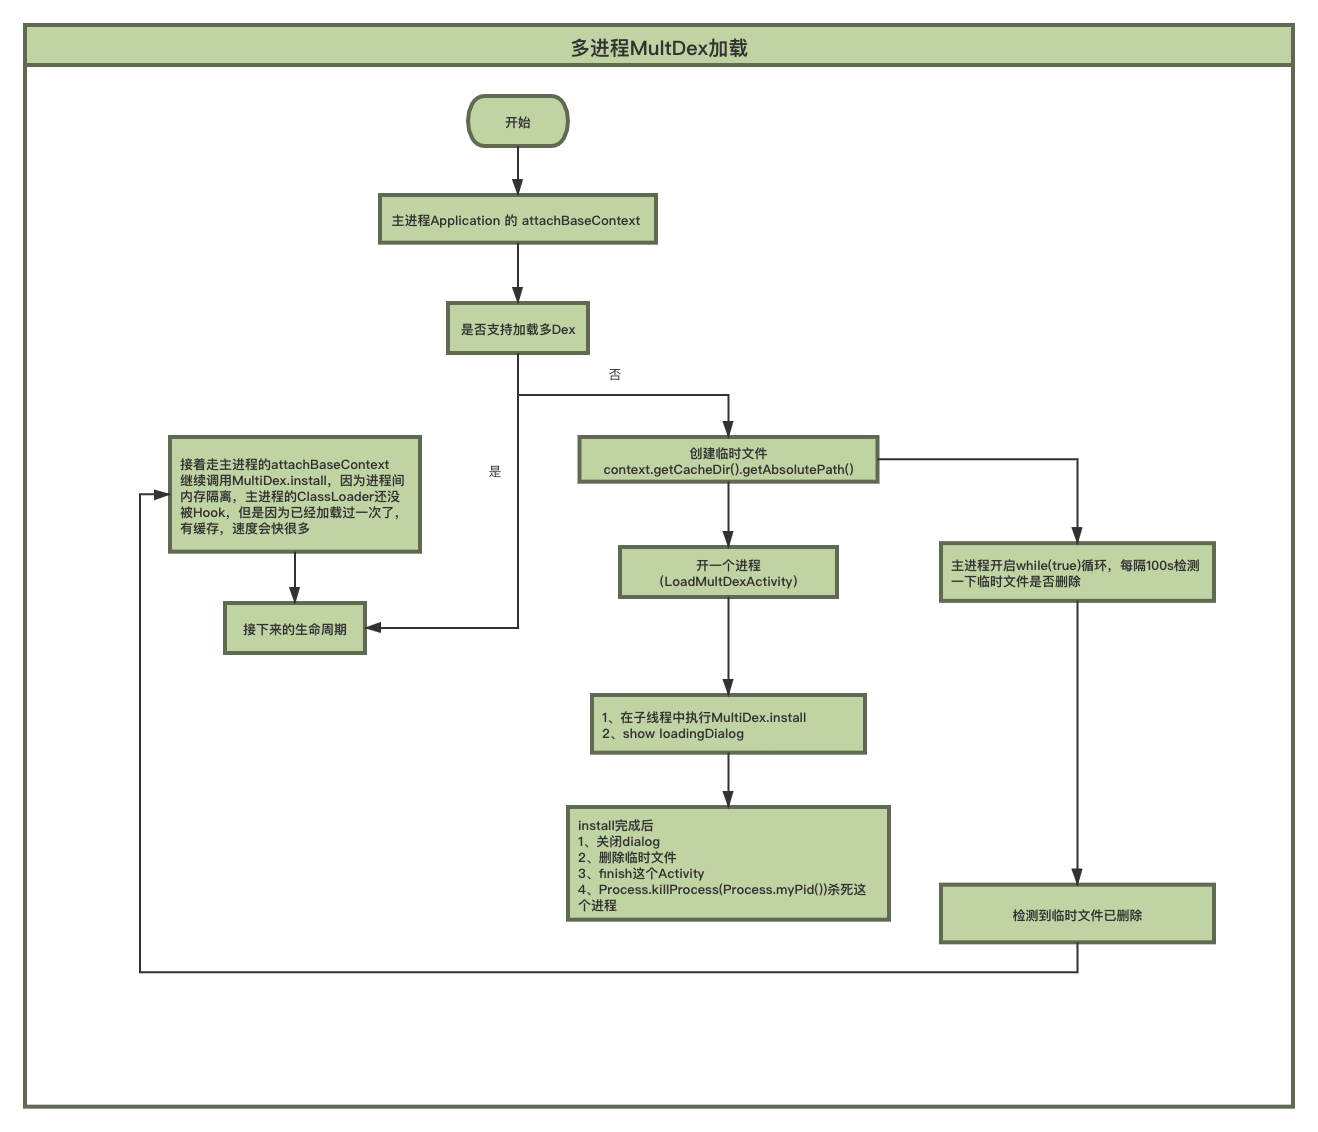 多进程MultDex加载
开始
主进程Application 的 attachBaseContext
是否支持加载多Dex
否
是
创建临时文件
context.getCacheDir().getAbsolutePath()
接着走主进程的attachBaseContext
继续调用MultiDex.install，因为进程间
内存隔离，主进程的ClassLoader还没
被Hook，但是因为已经加载过一次了，
有缓存，速度会快很多
开一个进程
(LoadMultDexActivity)
主进程开启while(true)循环，每隔100s检测
一下临时文件是否删除
接下来的生命周期
1、在子线程中执行MultiDex.install
2、show loadingDialog
install完成后
1、关闭dialog
2、删除临时文件
3、finish这个Activity
4、Process.killProcess(Process.myPid())杀死这
个进程
检测到临时文件已删除